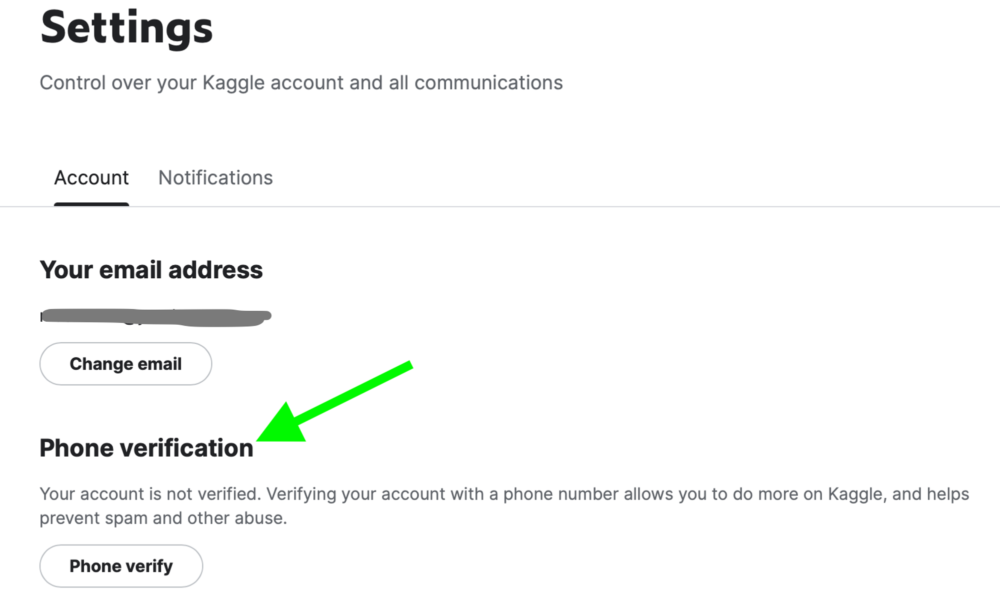 Settings
Control over your Kaggle account and all communications
Account Notifications
Your email address
Change email
Phone verification
Your account is not verified. Verifying your account with a phone number allows you to do more on Kaggle, and helps
prevent spam and other abuse.
Phone verify